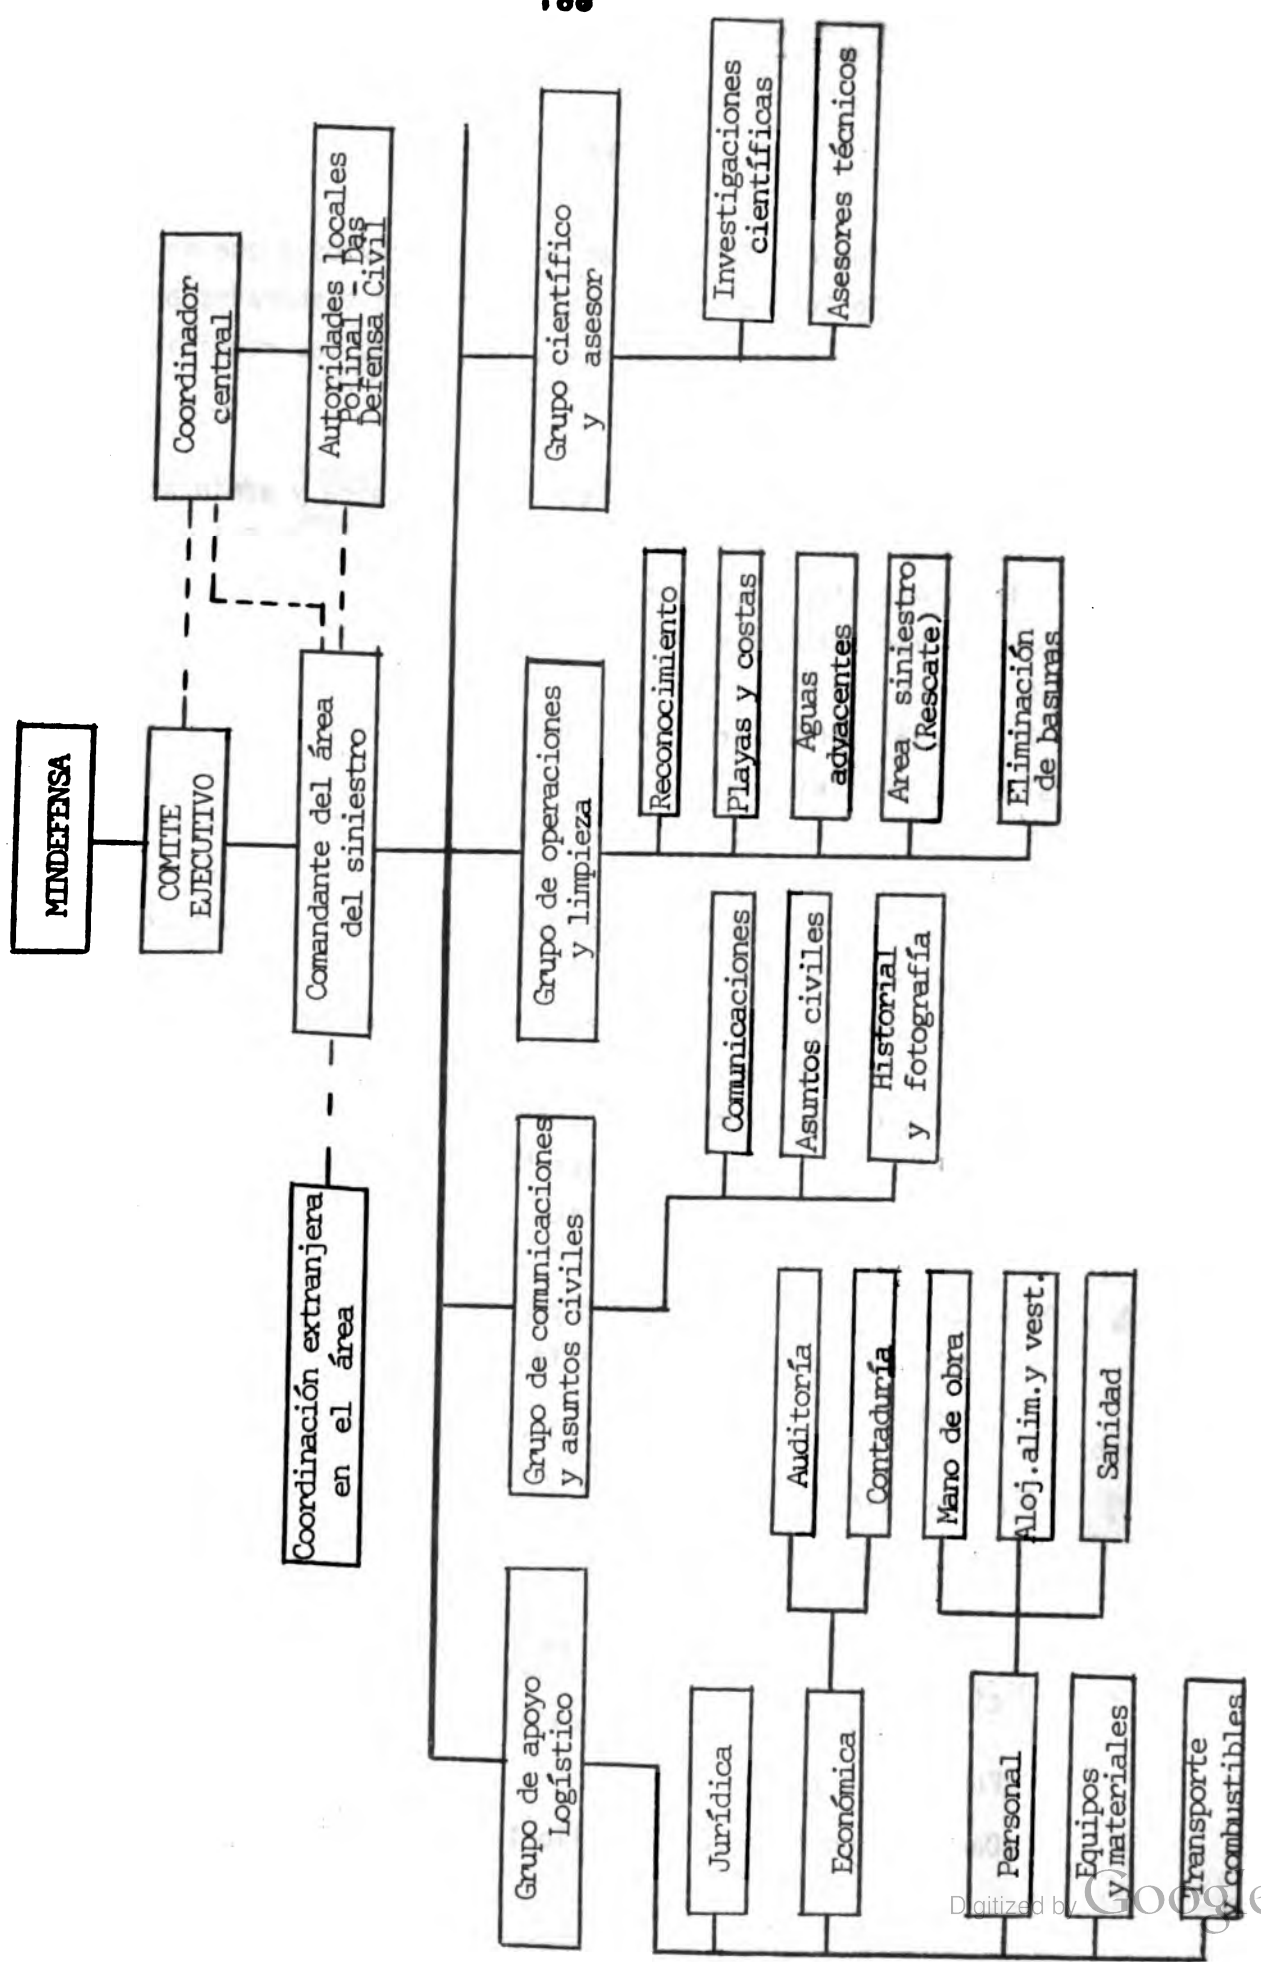 MINDEFENSA
COMITE
EJECUTIVO
Coordinador
central
Comandante del área
del siniestro
Autoridades locales
Polinal - Das
Defensa Civil
Coordinación extranjera
en el área
Grupo de apoyo
Logístico
Grupo de comunicaciones
y asuntos civiles
Grupo de operaciones
y limpieza
Grupo científico
y asesor
Jurídica
Económica
Auditoría
Contaduría
Personal
Mano de obra
Aloj.alim.y vest.
Sanidad
Equipos
y materiales
Transporte
y combustibles
Comunicaciones
Asuntos civiles
Historial
y fotografía
Reconocimiento
Playas y costas
Aguas
adyacentes
Area siniestro
(Rescate)
Eliminación
de basuras
Investigaciones
científicas
Asesores técnicos
Digitized by Google